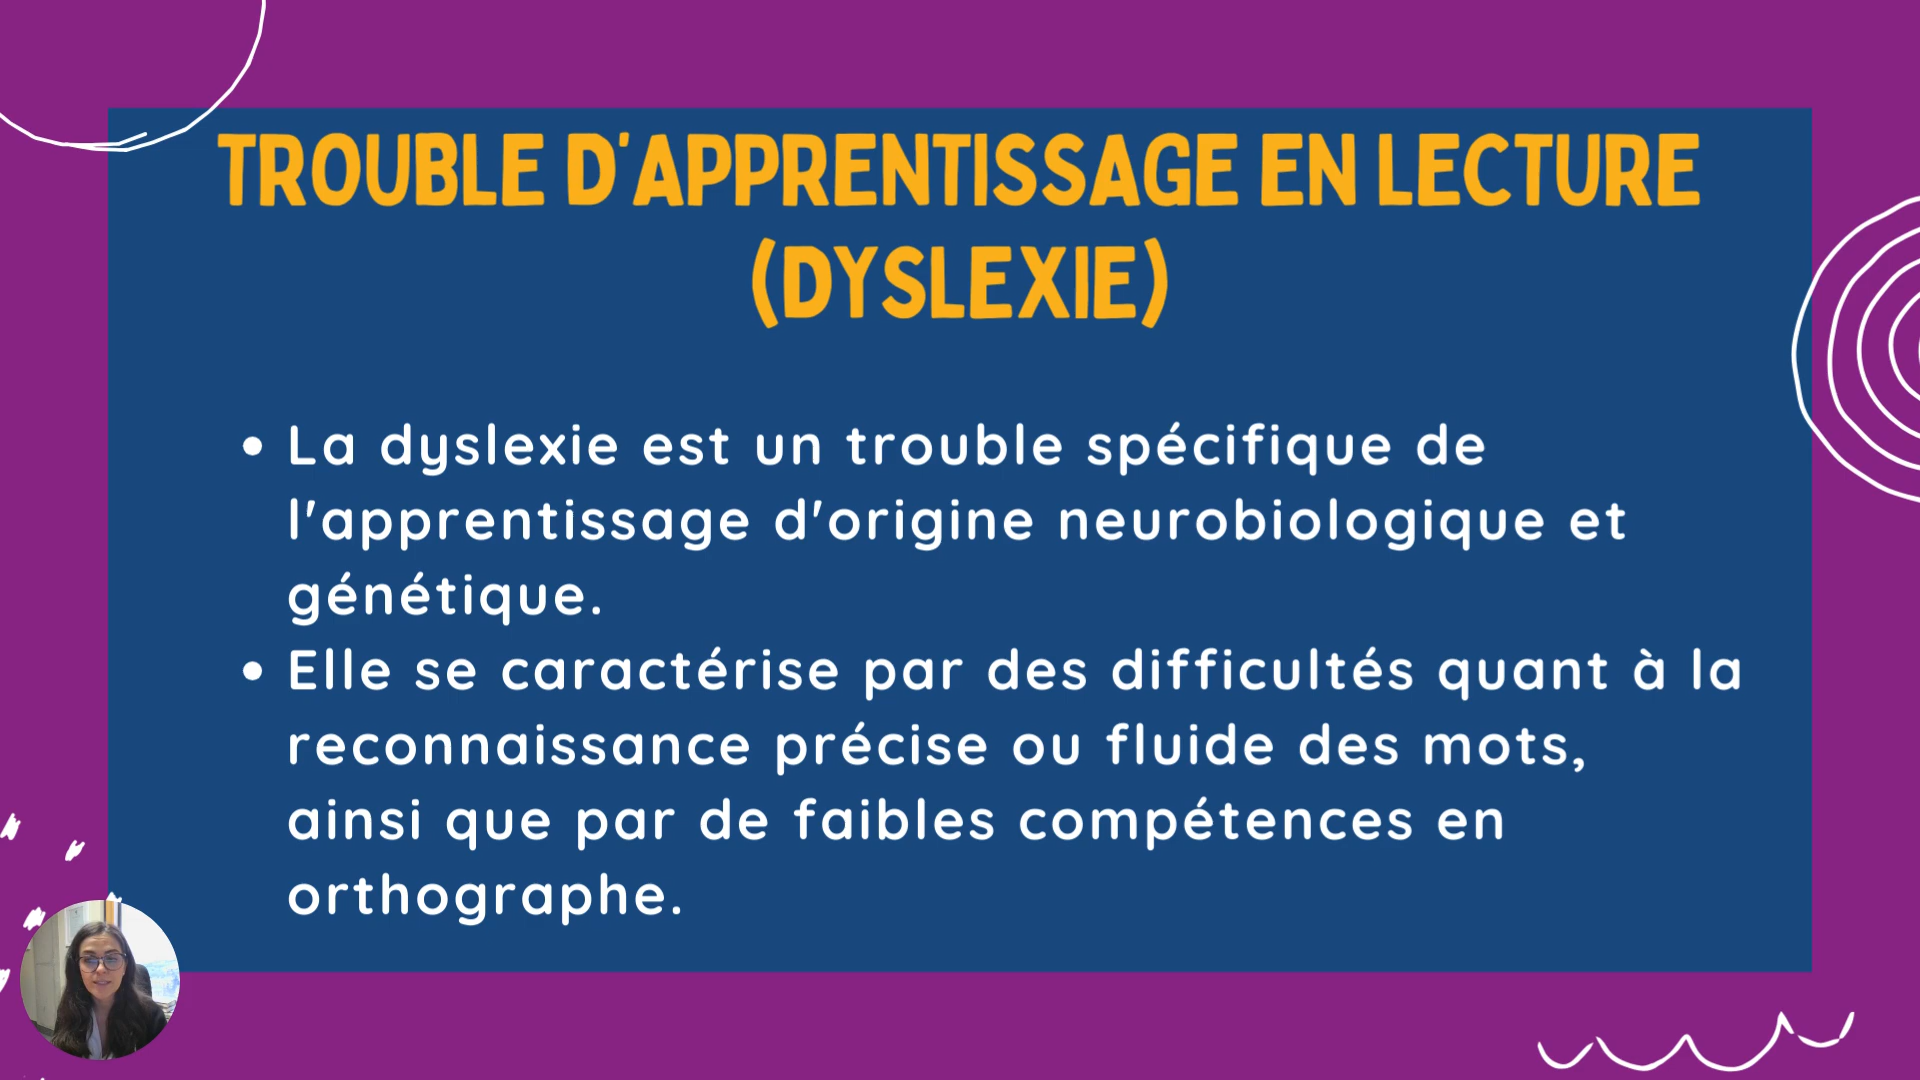 TROUBLE D'APPRENTISSAGE EN LECTURE
(DYSLEXIE)
• La dyslexie est un trouble spécifique de
l'apprentissage d'origine neurobiologique et
génétique.
• Elle se caractérise par des difficultés quant à la
reconnaissance précise ou fluide des mots,
ainsi que par de faibles compétences en
orthographe.